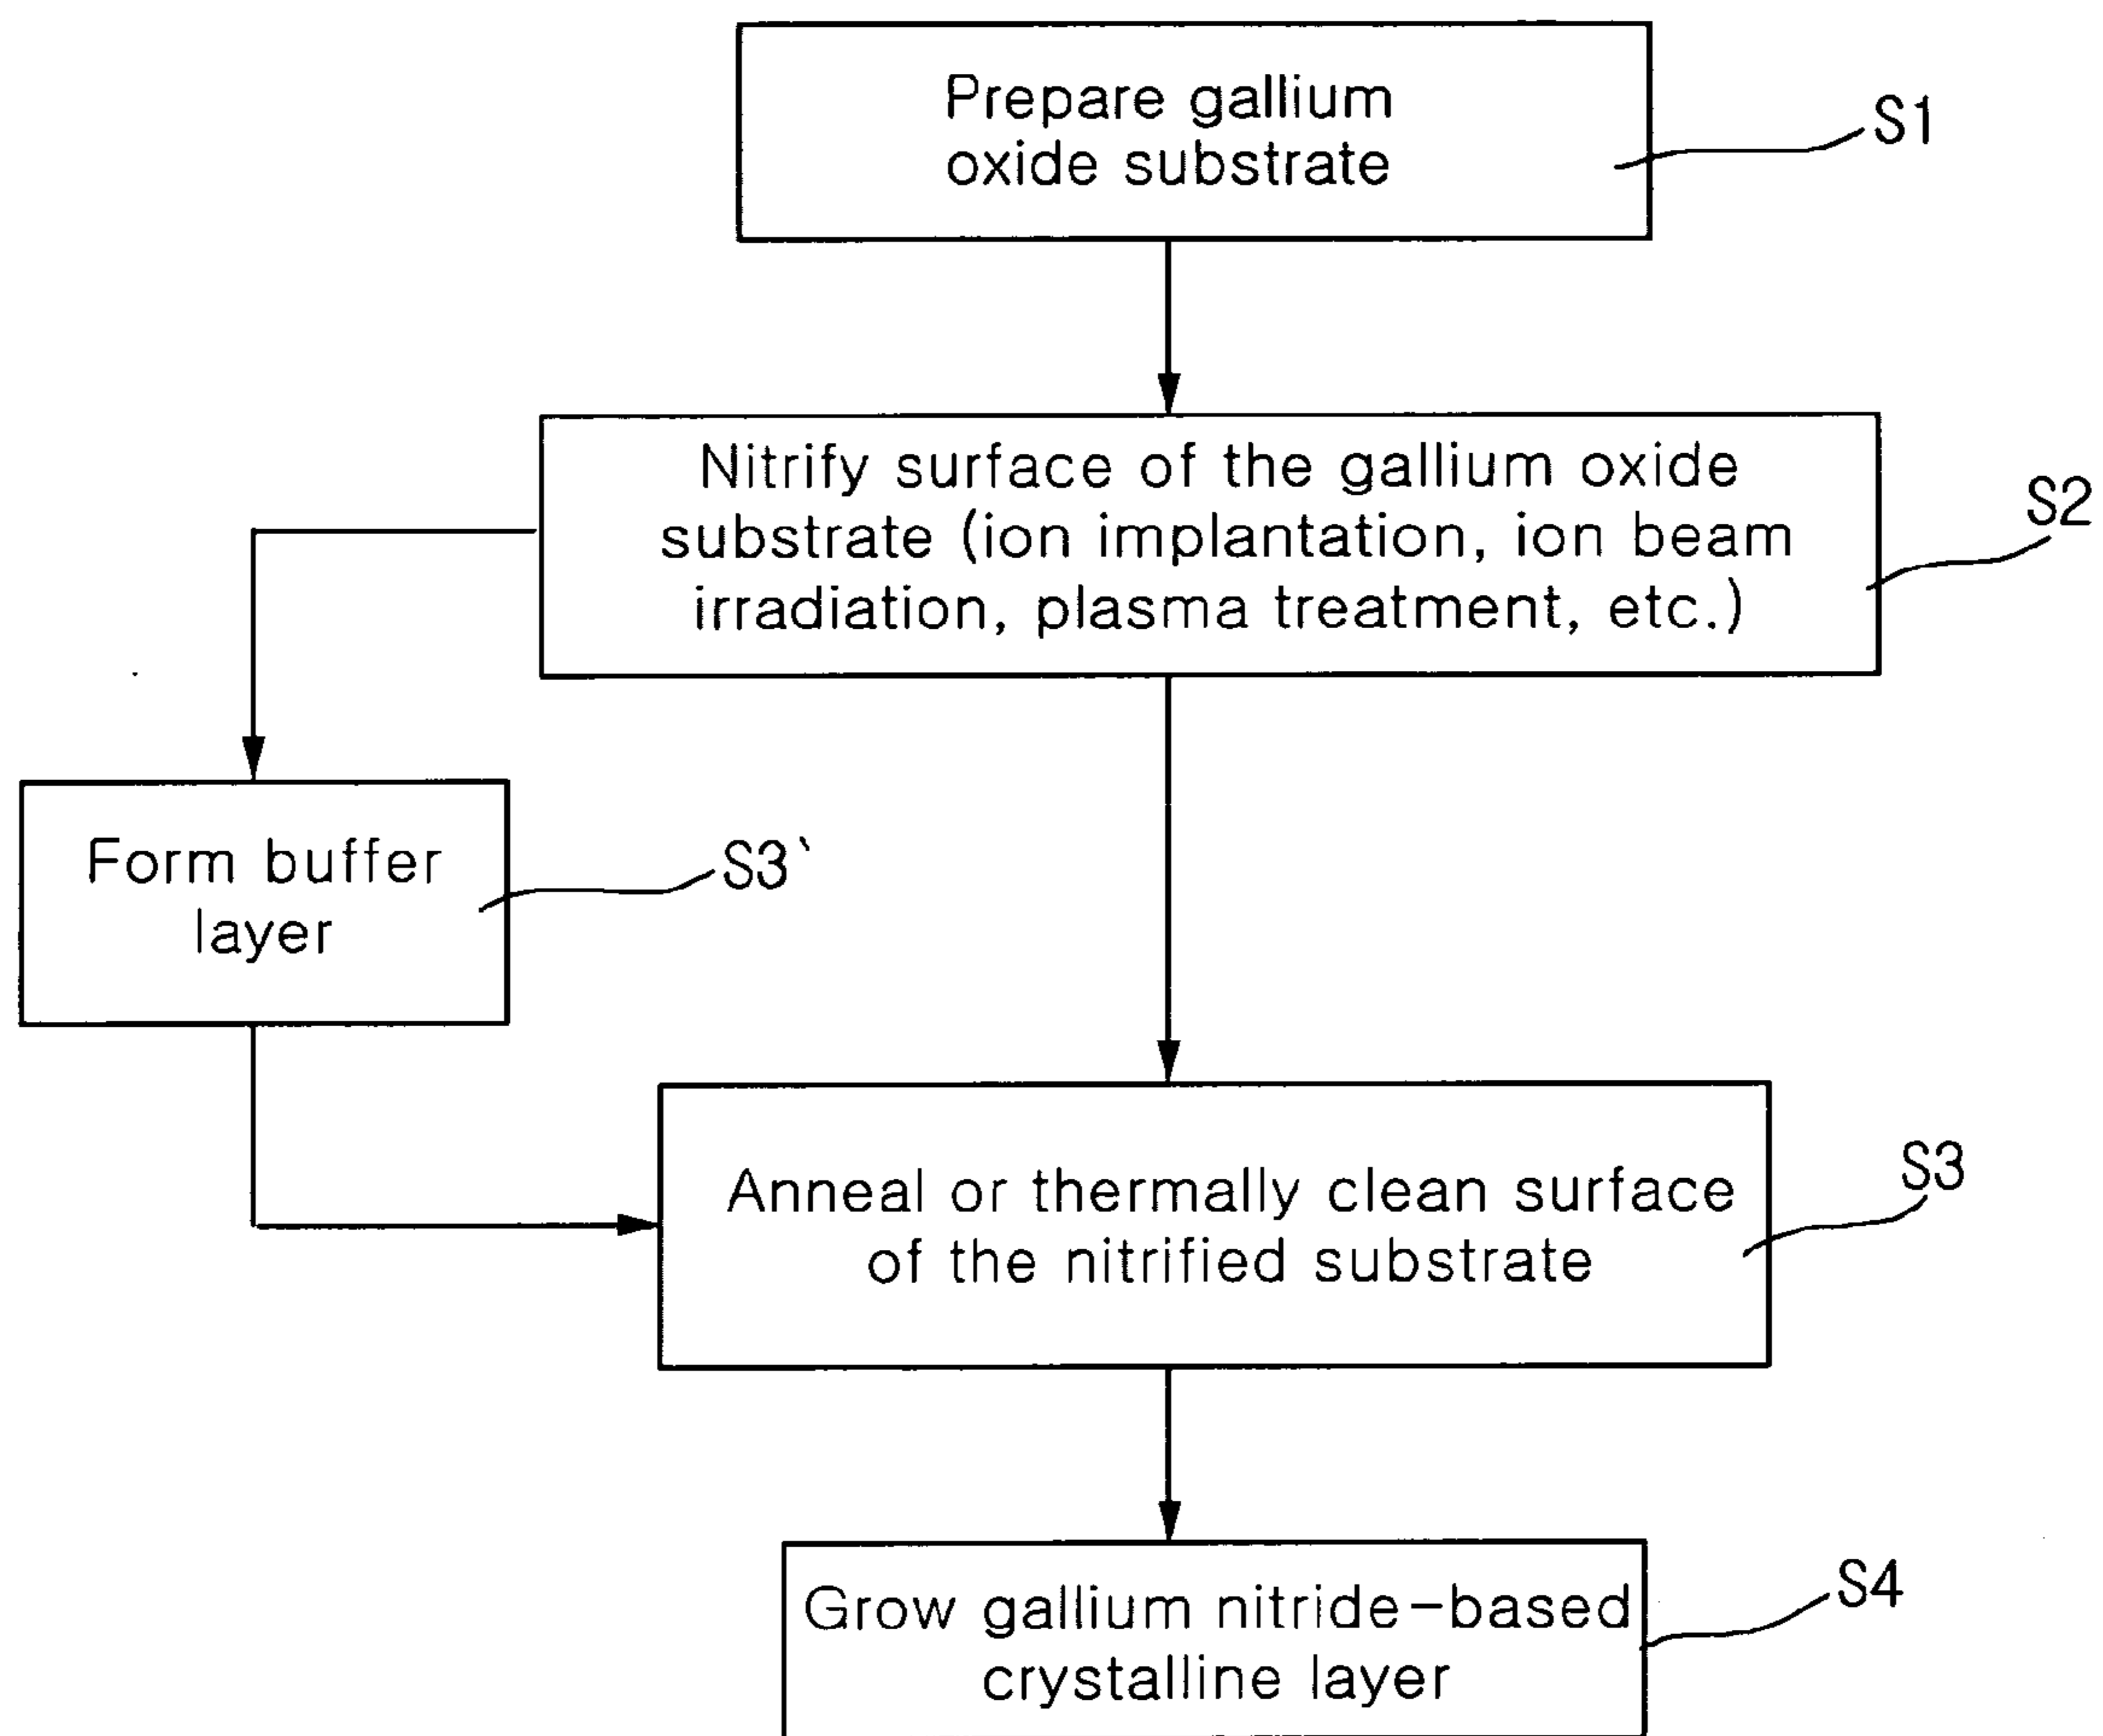 Prepare gallium
oxide substrate
S1
Nitrify surface of the gallium oxide
substrate (ion implantation, ion beam
irradiation, plasma treatment, etc.)
S2
Form buffer
layer
S3`
Anneal or thermally clean surface
of the nitrified substrate
S3
Grow gallium nitride-based
crystalline layer
S4